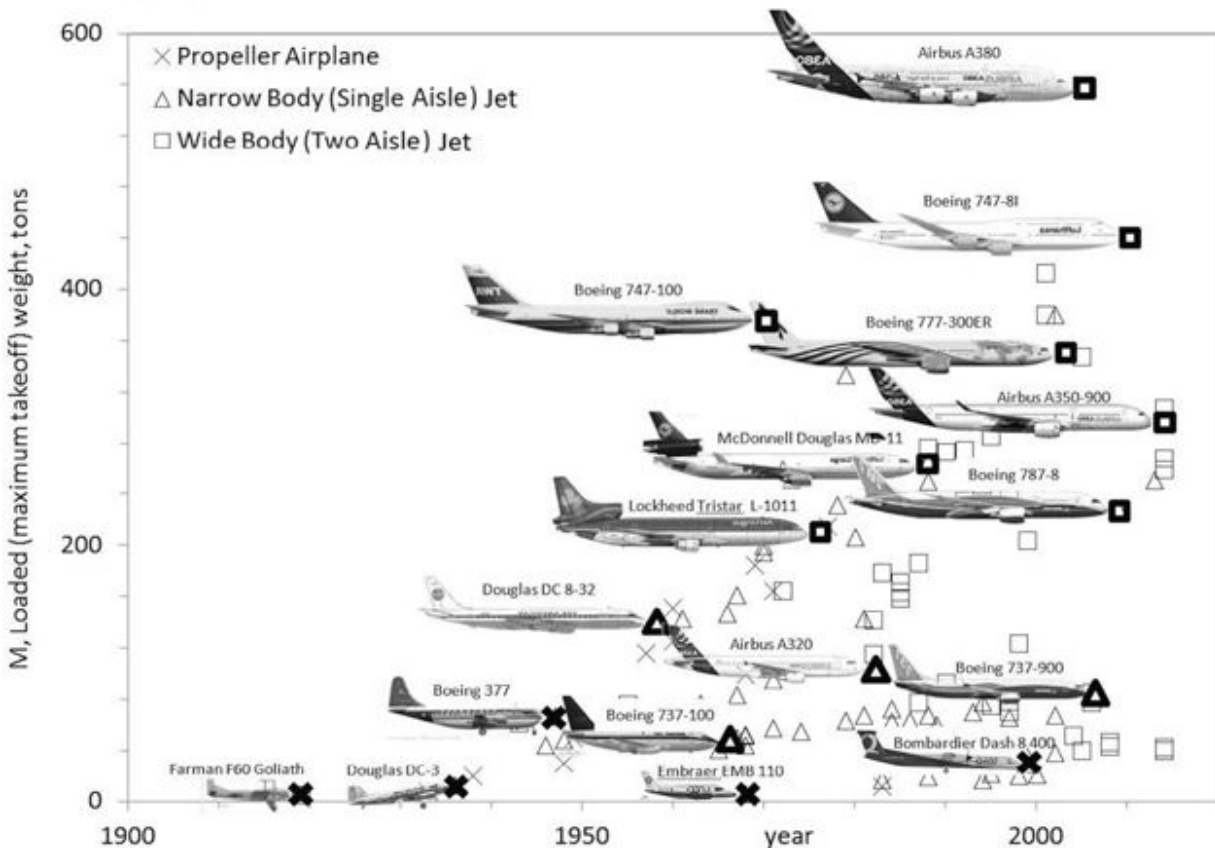 600
× Propeller Airplane
△ Narrow Body (Single Aisle) Jet
□ Wide Body (Two Aisle) Jet
Airbus A380
Boeing 747-8I
M, Loaded (maximum takeoff) weight, tons
400
Boeing 747-100
Boeing 777-300ER
Airbus A350-900
McDonnell Douglas MD-11
Boeing 787-8
Lockheed Tristar L-1011
200
Douglas DC 8-32
Airbus A320
Boeing 737-900
Boeing 377
Boeing 737-100
Bombardier Dash 8 400
Farman F60 Goliath
Douglas DC-3
Embraer EMB 110
0
1900
1950
year
2000